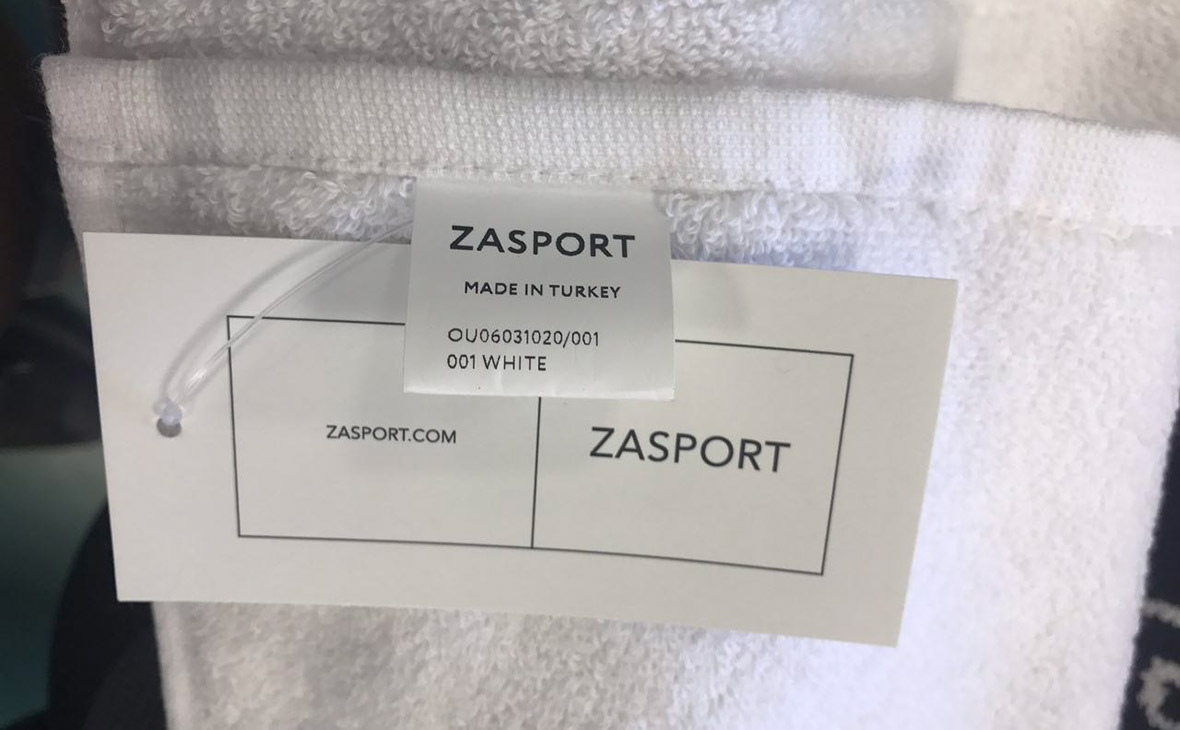 ZASPORT
MADE IN TURKEY
OU06031020/001
001 WHITE
ZASPORT.COM
ZASPORT